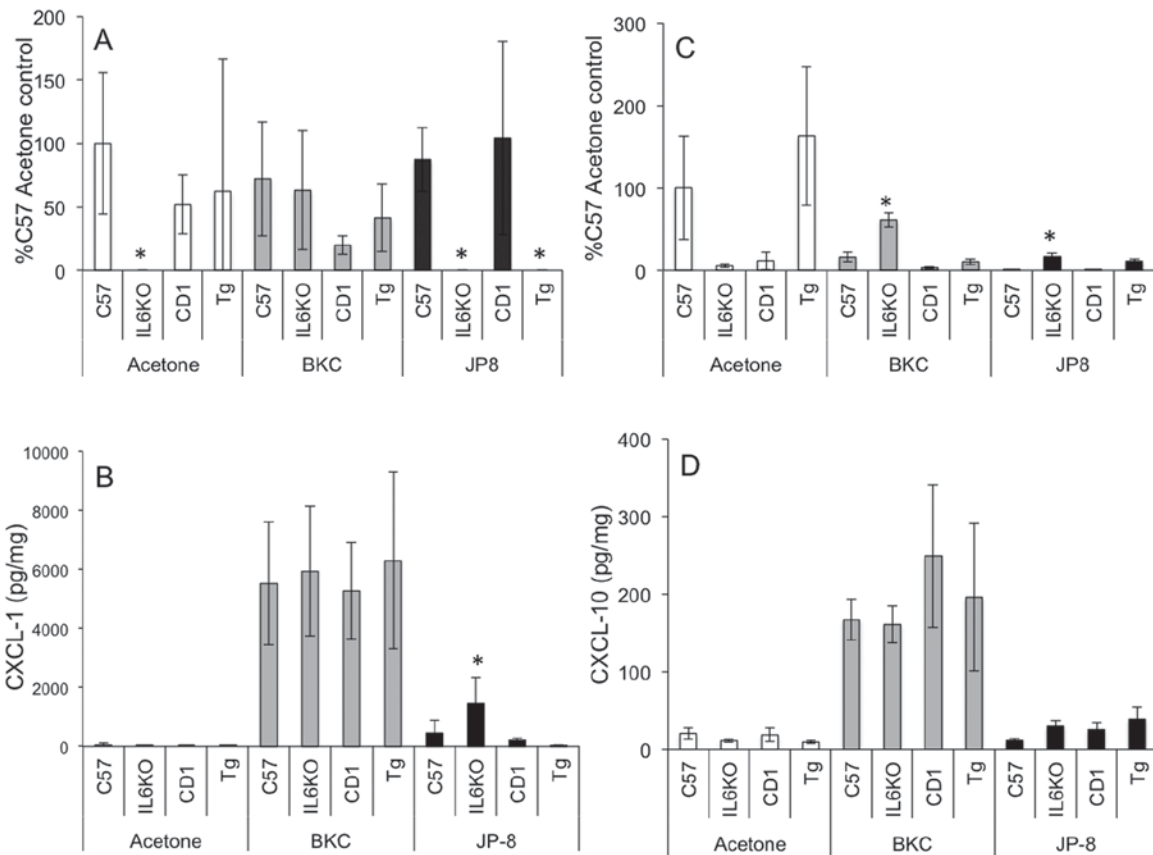 A
%C57 Acetone control
200
150
100
50
0
*
*
*
C57
IL6KO
CD1
Tg
C57
IL6KO
CD1
Tg
C57
IL6KO
CD1
Tg
Acetone
BKC
JP8
C
%C57 Acetone control
300
200
100
0
*
*
C57
IL6KO
CD1
Tg
C57
IL6KO
CD1
Tg
C57
IL6KO
CD1
Tg
Acetone
BKC
JP8
B
CXCL-1 (pg/mg)
10000
8000
6000
4000
2000
0
*
C57
IL6KO
CD1
Tg
C57
IL6KO
CD1
Tg
C57
IL6KO
CD1
Tg
Acetone
BKC
JP-8
D
CXCL-10 (pg/mg)
400
300
200
100
0
C57
IL6KO
CD1
Tg
C57
IL6KO
CD1
Tg
C57
IL6KO
CD1
Tg
Acetone
BKC
JP-8